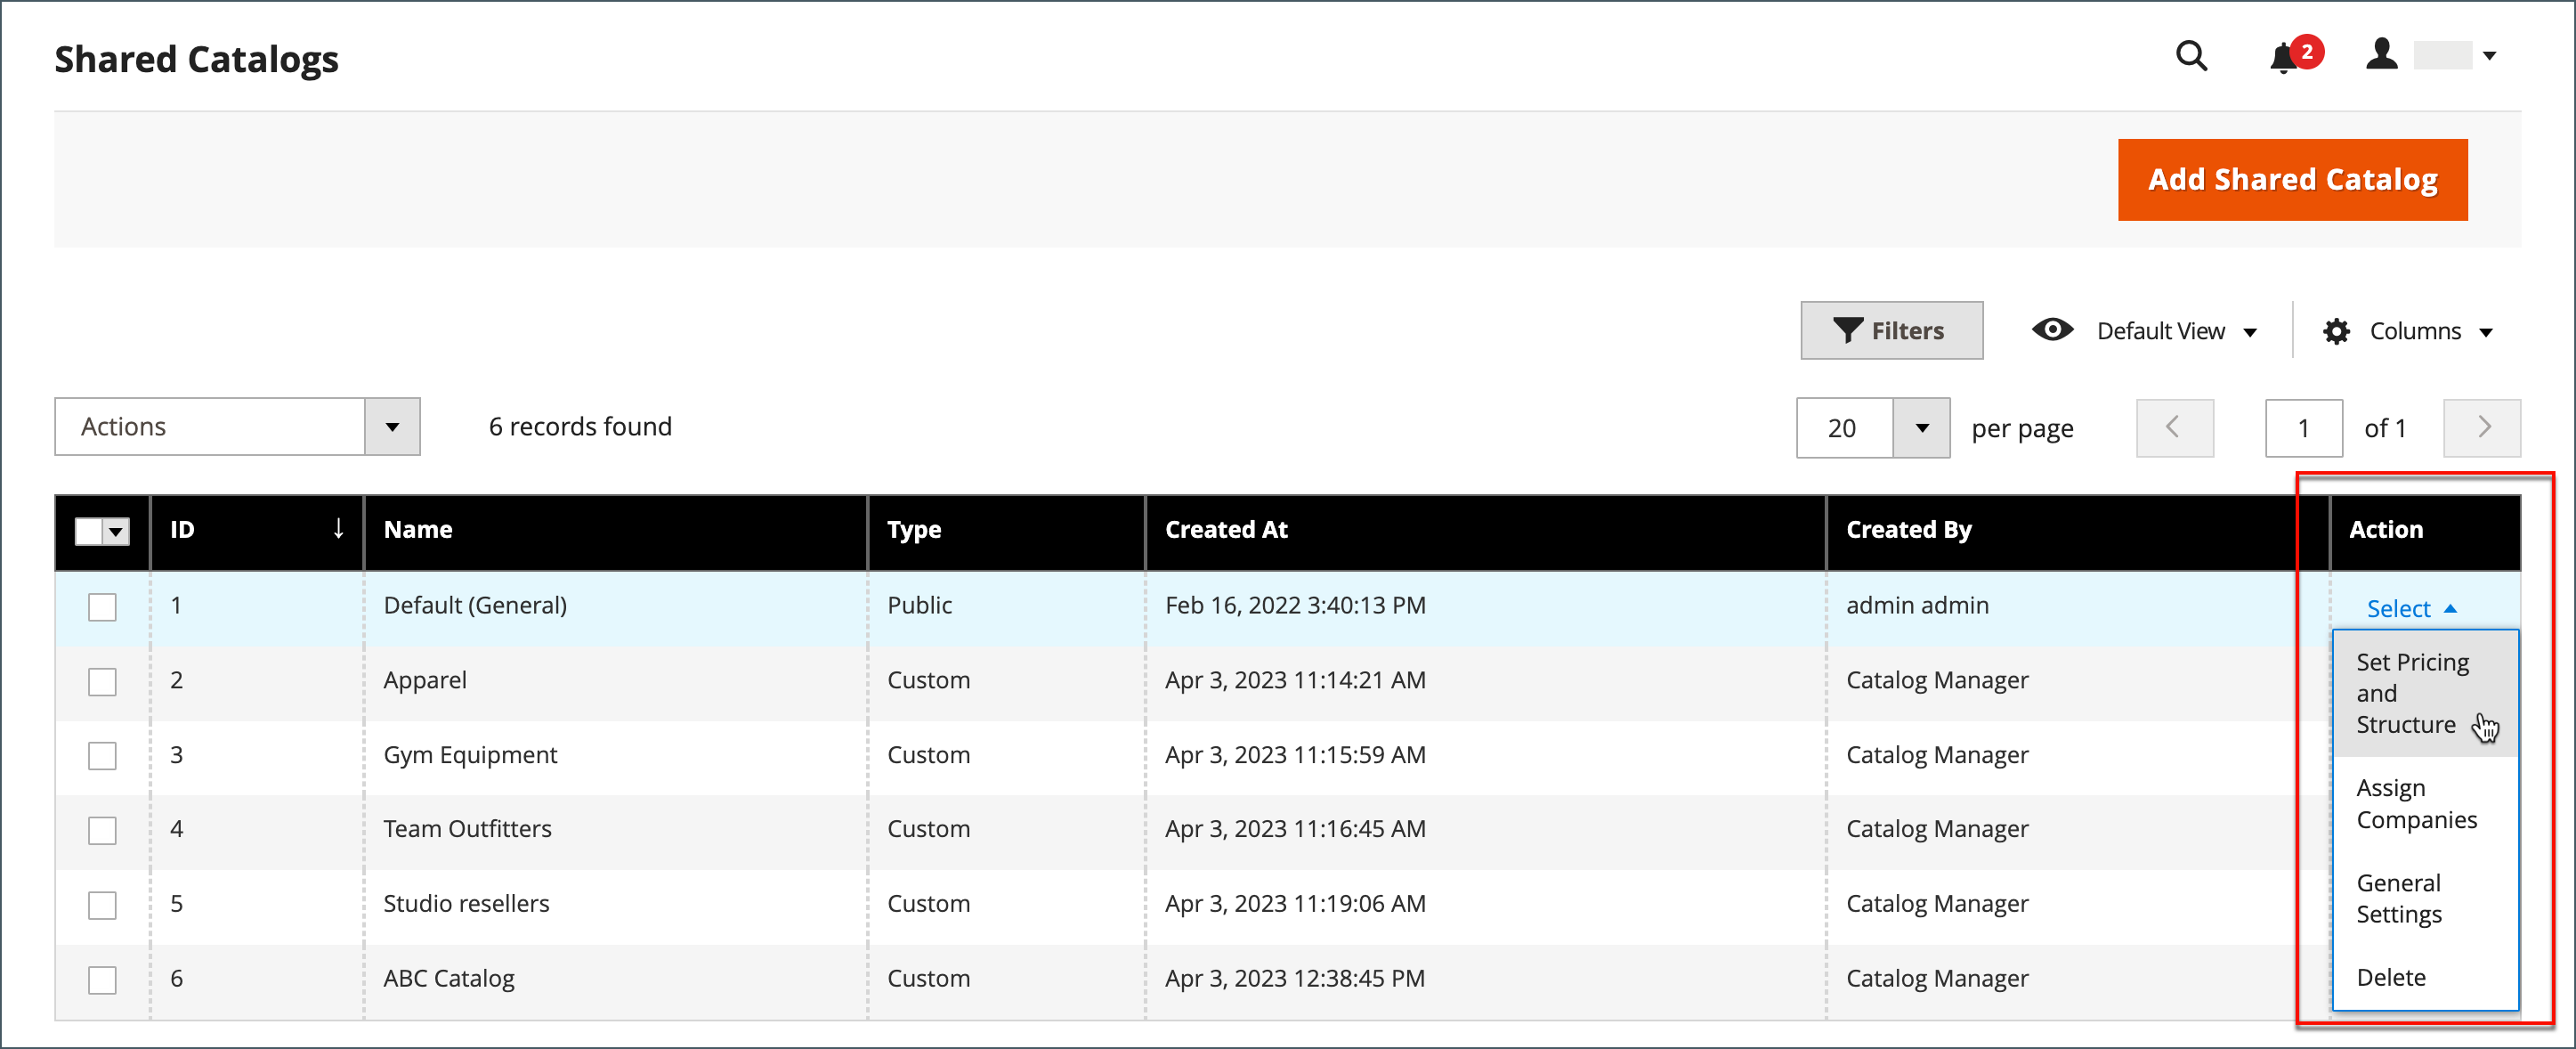 Shared Catalogs
2
Add Shared Catalog
Filters
Default View
Columns
Actions
6 records found
20
per page
1
of 1
ID ↓ Name Type Created At Created By Action
1 Default (General) Public Feb 16, 2022 3:40:13 PM admin admin Select
2 Apparel Custom Apr 3, 2023 11:14:21 AM Catalog Manager
3 Gym Equipment Custom Apr 3, 2023 11:15:59 AM Catalog Manager
4 Team Outfitters Custom Apr 3, 2023 11:16:45 AM Catalog Manager
5 Studio resellers Custom Apr 3, 2023 11:19:06 AM Catalog Manager
6 ABC Catalog Custom Apr 3, 2023 12:38:45 PM Catalog Manager
Set Pricing
and
Structure
Assign
Companies
General
Settings
Delete